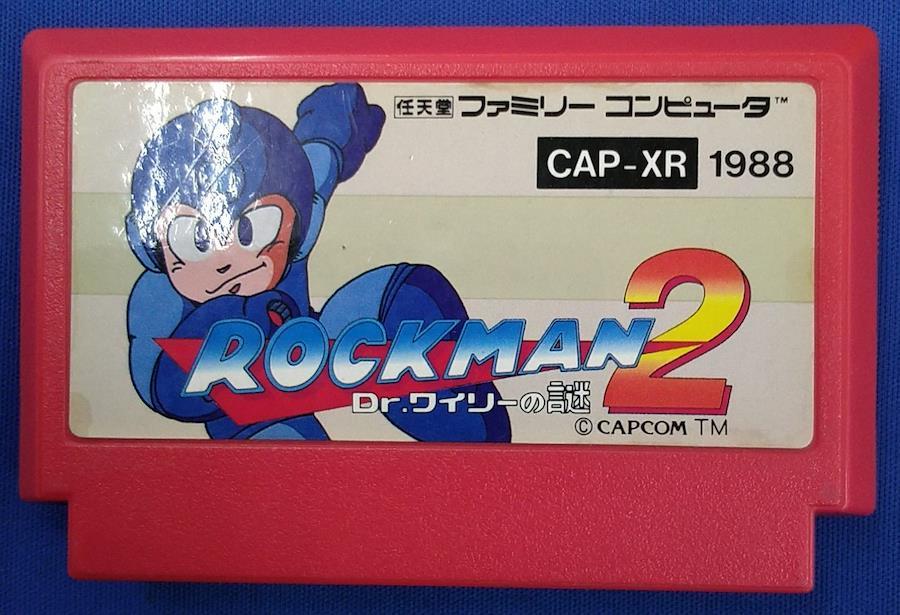 任天堂 ファミリー コンピュータ™
CAP-XR 1988
ROCKMAN 2
Dr.ワイリーの謎
© CAPCOM TM